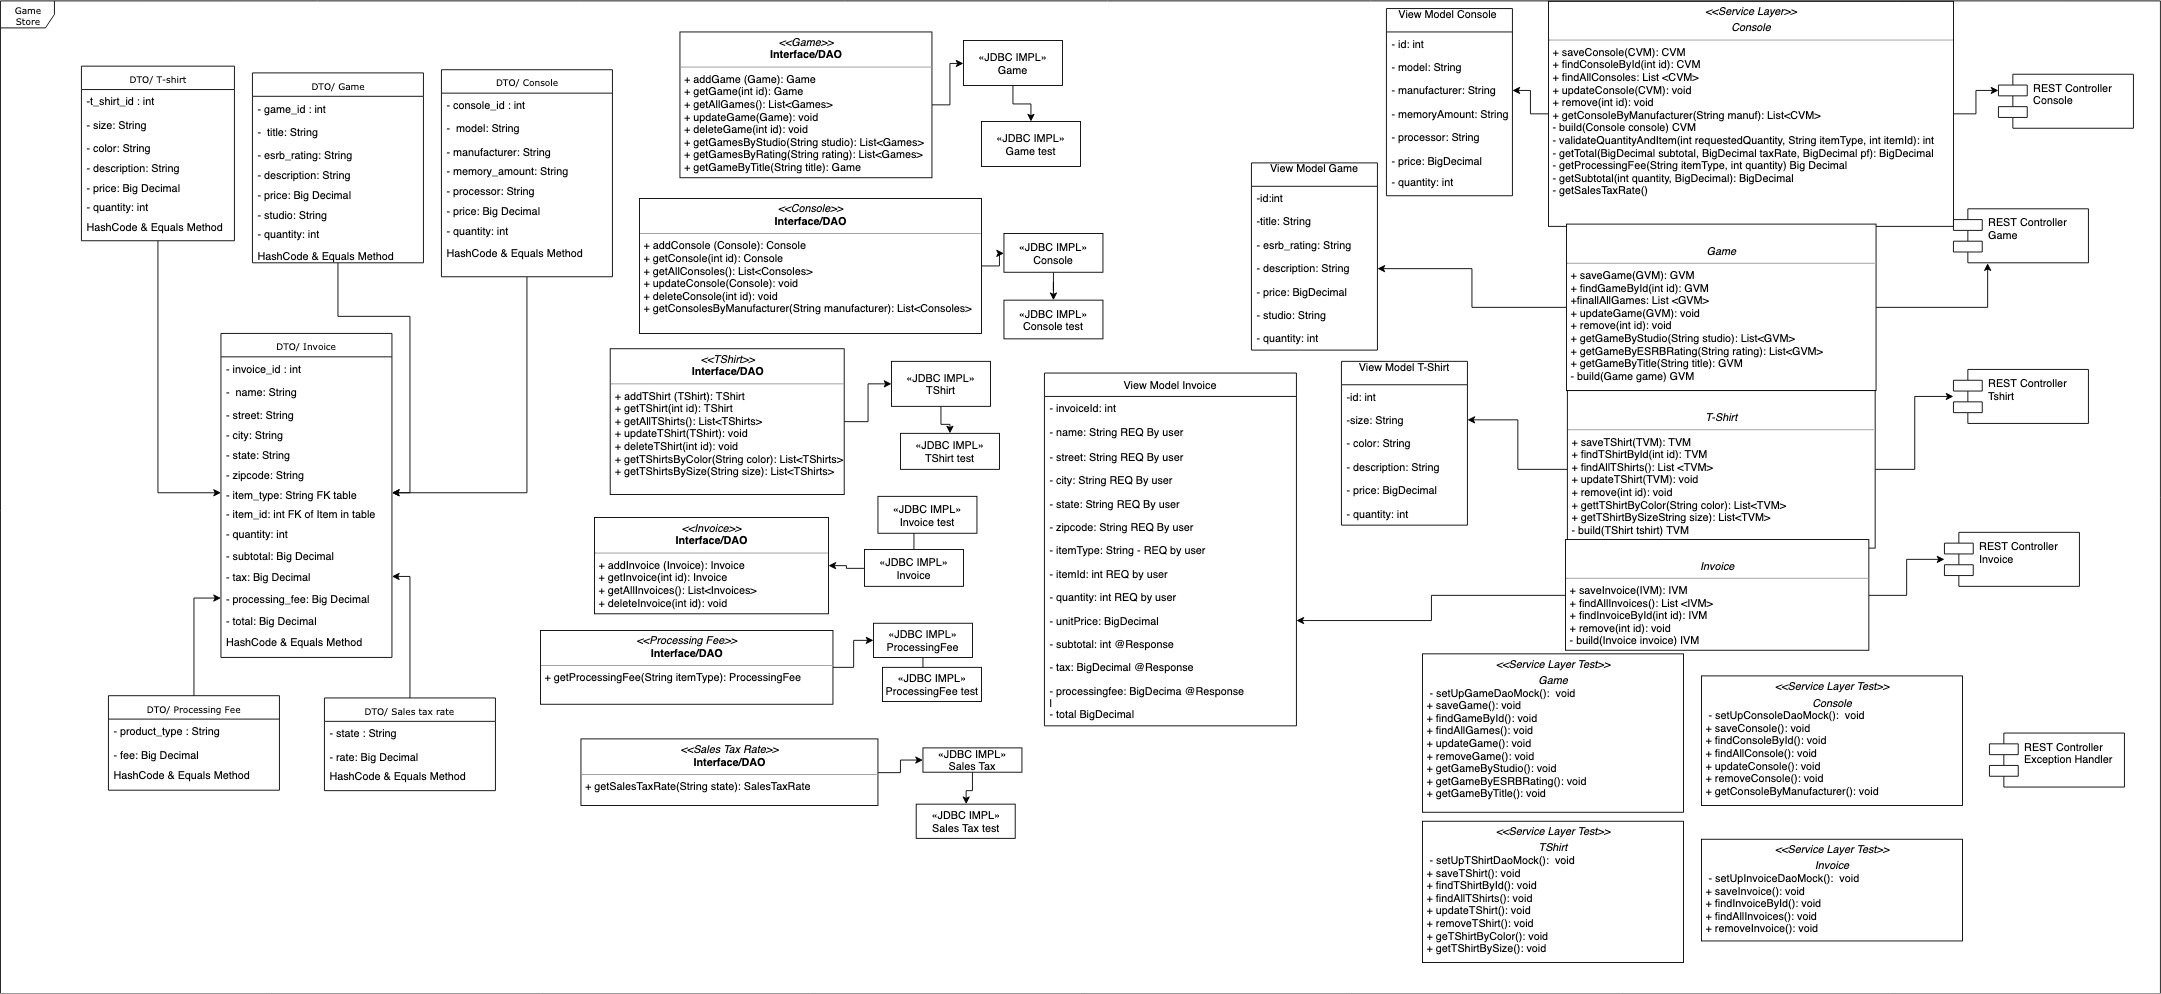 Game
Store
DTO/ T-shirt
-t_shirt_id : int
- size: String
- color: String
- description: String
- price: Big Decimal
- quantity: int
HashCode & Equals Method
DTO/ Game
- game_id : int
- title: String
- esrb_rating: String
- description: String
- price: Big Decimal
- studio: String
- quantity: int
HashCode & Equals Method
DTO/ Console
- console_id : int
- model: String
- manufacturer: String
- memory_amount: String
- processor: String
- price: Big Decimal
- quantity: int
HashCode & Equals Method
DTO/ Invoice
- invoice_id : int
- name: String
- street: String
- city: String
- state: String
- zipcode: String
- item_type: String FK table
- item_id: int FK of Item in table
- quantity: int
- subtotal: Big Decimal
- tax: Big Decimal
- processing_fee: Big Decimal
- total: Big Decimal
HashCode & Equals Method
DTO/ Processing Fee
- product_type : String
- fee: Big Decimal
HashCode & Equals Method
DTO/ Sales tax rate
- state : String
- rate: Big Decimal
HashCode & Equals Method
<<Game>>
Interface/DAO
+ addGame (Game): Game
+ getGame(int id): Game
+ getAllGames(): List<Games>
+ updateGame(Game): void
+ deleteGame(int id): void
+ getGamesByStudio(String studio): List<Games>
+ getGamesByRating(String rating): List<Games>
+ getGameByTitle(String title): Game
«JDBC IMPL»
Game
«JDBC IMPL»
Game test
<<Console>>
Interface/DAO
+ addConsole (Console): Console
+ getConsole(int id): Console
+ getAllConsoles(): List<Consoles>
+ updateConsole(Console): void
+ deleteConsole(int id): void
+ getConsolesByManufacturer(String manufacturer): List<Consoles>
«JDBC IMPL»
Console
«JDBC IMPL»
Console test
<<TShirt>>
Interface/DAO
+ addTShirt (TShirt): TShirt
+ getTShirt(int id): TShirt
+ getAllTShirts(): List<TShirts>
+ updateTShirt(TShirt): void
+ deleteTShirt(int id): void
+ getTShirtsByColor(String color): List<TShirts>
+ getTShirtsBySize(String size): List<TShirts>
«JDBC IMPL»
TShirt
«JDBC IMPL»
TShirt test
<<Invoice>>
Interface/DAO
+ addInvoice (Invoice): Invoice
+ getInvoice(int id): Invoice
+ getAllInvoices(): List<Invoices>
+ deleteInvoice(int id): void
«JDBC IMPL»
Invoice test
«JDBC IMPL»
Invoice
<<Processing Fee>>
Interface/DAO
+ getProcessingFee(String itemType): ProcessingFee
«JDBC IMPL»
ProcessingFee
«JDBC IMPL»
ProcessingFee test
<<Sales Tax Rate>>
Interface/DAO
+ getSalesTaxRate(String state): SalesTaxRate
«JDBC IMPL»
Sales Tax
«JDBC IMPL»
Sales Tax test
View Model Console
- id: int
- model: String
- manufacturer: String
- memoryAmount: String
- processor: String
- price: BigDecimal
- quantity: int
View Model Game
-id:int
-title: String
- esrb_rating: String
- description: String
- price: BigDecimal
- studio: String
- quantity: int
View Model T-Shirt
-id: int
-size: String
- color: String
- description: String
- price: BigDecimal
- quantity: int
View Model Invoice
- invoiceId: int
- name: String REQ By user
- street: String REQ By user
- city: String REQ By user
- state: String REQ By user
- zipcode: String REQ By user
- itemType: String - REQ by user
- itemId: int REQ by user
- quantity: int REQ by user
- unitPrice: BigDecimal
- subtotal: int @Response
- tax: BigDecimal @Response
- processingfee: BigDecima @Response
l
- total BigDecimal
<<Service Layer>>
Console
+ saveConsole(CVM): CVM
+ findConsoleById(int id): CVM
+ findAllConsoles: List <CVM>
+ updateConsole(CVM): void
+ remove(int id): void
+ getConsoleByManufacturer(String manuf): List<CVM>
- build(Console console) CVM
- validateQuantityAndItem(int requestedQuantity, String itemType, int itemId): int
- getTotal(BigDecimal subtotal, BigDecimal taxRate, BigDecimal pf): BigDecimal
- getProcessingFee(String itemType, int quantity) Big Decimal
- getSubtotal(int quantity, BigDecimal): BigDecimal
- getSalesTaxRate()
Game
+ saveGame(GVM): GVM
+ findGameById(int id): GVM
+finallAllGames: List <GVM>
+ updateGame(GVM): void
+ remove(int id): void
+ getGameByStudio(String studio): List<GVM>
+ getGameByESRBRating(String rating): List<GVM>
+ getGameByTitle(String title): GVM
- build(Game game) GVM
T-Shirt
+ saveTShirt(TVM): TVM
+ findTShirtById(int id): TVM
+ findAllTShirts(): List <TVM>
+ updateTShirt(TVM): void
+ remove(int id): void
+ gettTShirtByColor(String color): List<TVM>
+ getTShirtBySizeString size): List<TVM>
- build(TShirt tshirt) TVM
Invoice
+ saveInvoice(IVM): IVM
+ findAllInvoices(): List <IVM>
+ findInvoiceById(int id): IVM
+ remove(int id): void
- build(Invoice invoice) IVM
REST Controller
Console
REST Controller
Game
REST Controller
Tshirt
REST Controller
Invoice
<<Service Layer Test>>
Game
- setUpGameDaoMock(): void
+ saveGame(): void
+ findGameById(): void
+ findAllGames(): void
+ updateGame(): void
+ removeGame(): void
+ getGameByStudio(): void
+ getGameByESRBRating(): void
+ getGameByTitle(): void
<<Service Layer Test>>
Console
- setUpConsoleDaoMock(): void
+ saveConsole(): void
+ findConsoleById(): void
+ findAllConsole(): void
+ updateConsole(): void
+ removeConsole(): void
+ getConsoleByManufacturer(): void
REST Controller
Exception Handler
<<Service Layer Test>>
TShirt
- setUpTShirtDaoMock(): void
+ saveTShirt(): void
+ findTShirtById(): void
+ findAllTShirts(): void
+ updateTShirt(): void
+ removeTShirt(): void
+ geTShirtByColor(): void
+ getTShirtBySize(): void
<<Service Layer Test>>
Invoice
- setUpInvoiceDaoMock(): void
+ saveInvoice(): void
+ findInvoiceById(): void
+ findAllInvoices(): void
+ removeInvoice(): void